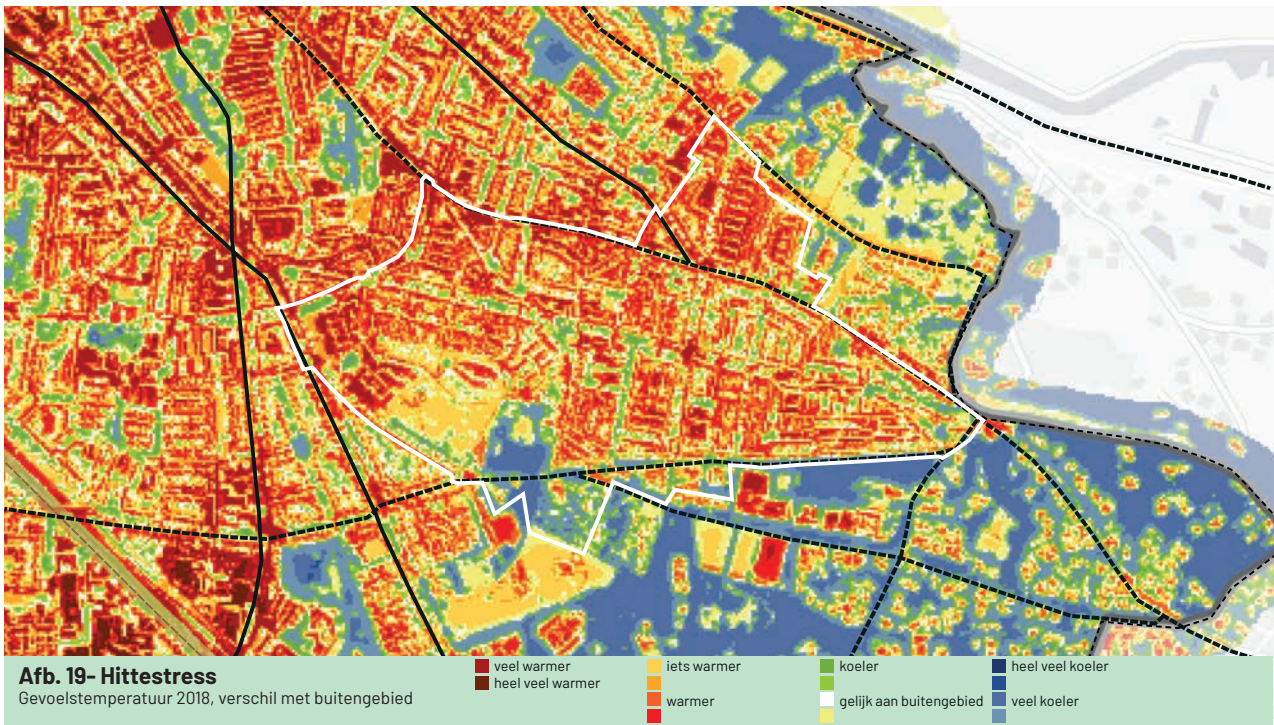 Afb. 19- Hittestress
Gevoelstemperatuur 2018, verschil met buitengebied
veel warmer
heel veel warmer
iets warmer
warmer
koeler
gelijk aan buitengebied
heel veel koeler
veel koeler